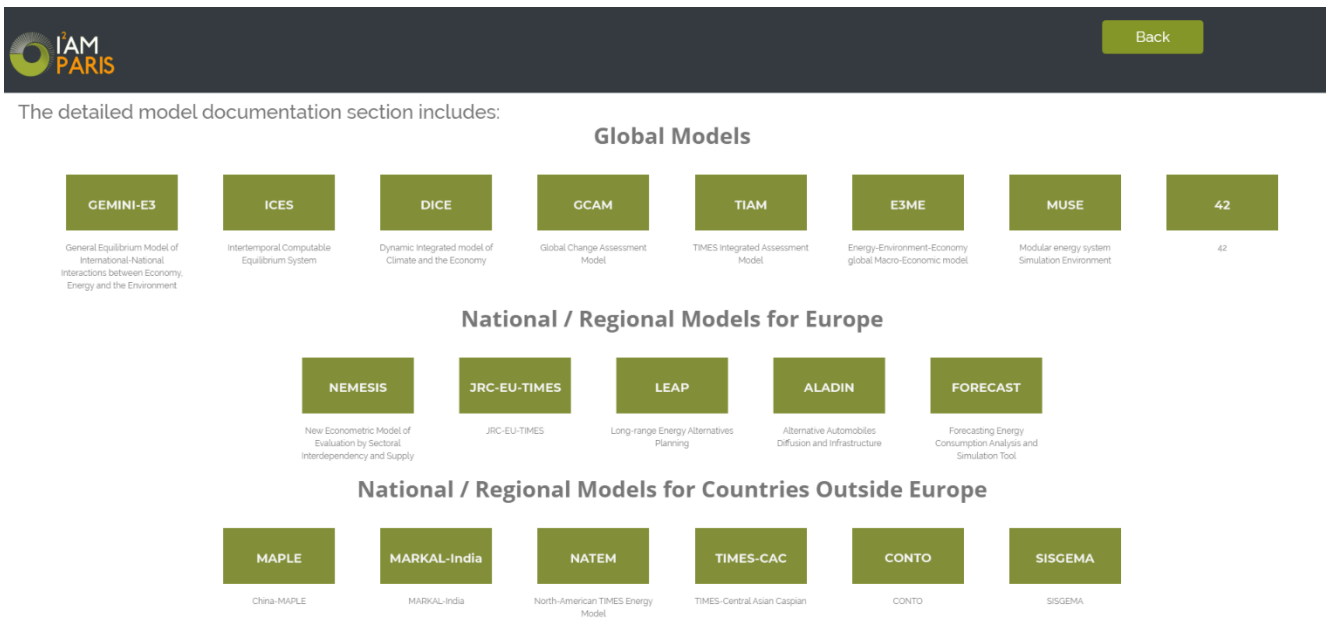 I²AM
PARIS
Back
The detailed model documentation section includes:
Global Models
GEMINI-E3
ICES
DICE
GCAM
TIAM
E3ME
MUSE
42
General Equilibrium Model of
International-National
Interactions between Economy,
Energy and the Environment
Intertemporal Computable
Equilibrium System
Dynamic Integrated model of
Climate and the Economy
Global Change Assessment
Model
TIMES Integrated Assessment
Model
Energy-Environment-Economy
global Macro-Economic model
Modular energy system
Simulation Environment
42
National / Regional Models for Europe
NEMESIS
JRC-EU-TIMES
LEAP
ALADIN
FORECAST
New Econometric Model of
Evaluation by Sectoral
Interdependency and Supply
JRC-EU-TIMES
Long-range Energy Alternatives
Planning
Alternative Automobiles
Diffusion and Infrastructure
Forecasting Energy
Consumption Analysis and
Simulation Tool
National / Regional Models for Countries Outside Europe
MAPLE
MARKAL-India
NATEM
TIMES-CAC
CONTO
SISGEMA
China-MAPLE
MARKAL-India
North-American TIMES Energy
Model
TIMES-Central Asian Caspian
CONTO
SISGEMA